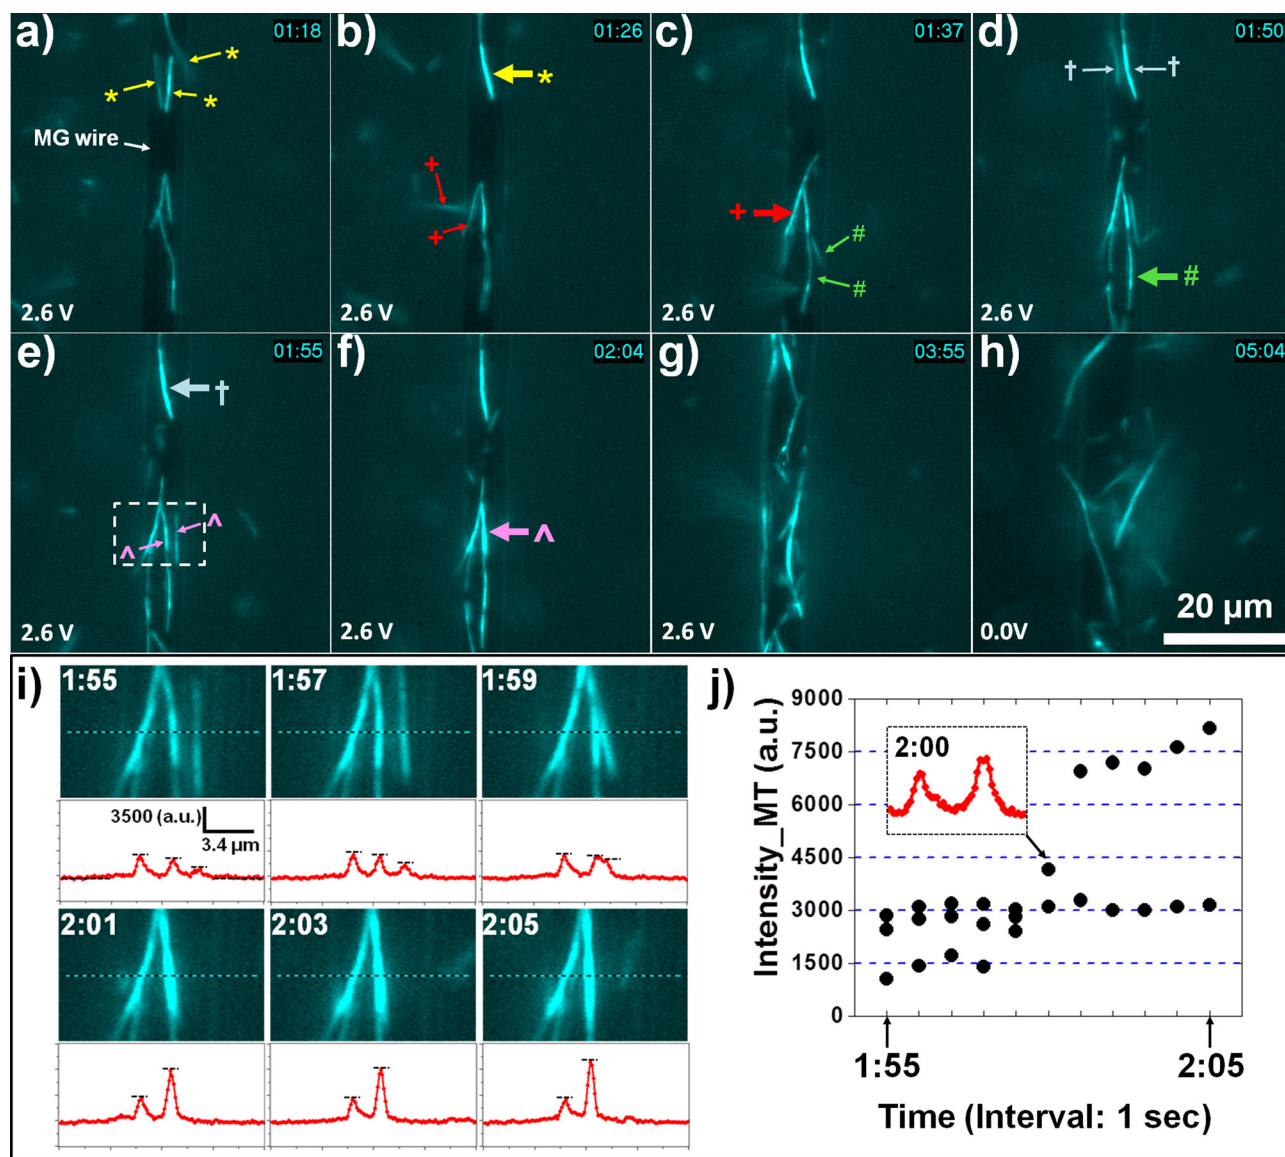 a)
01:18
*
*
*
MG wire
2.6 V
b)
01:26
*
+
+
2.6 V
c)
01:37
+
#
#
2.6 V
d)
01:50
†
†
#
2.6 V
e)
01:55
†
^
^
2.6 V
f)
02:04
^
2.6 V
g)
03:55
2.6 V
h)
05:04
20 µm
0.0V
i)
1:55
1:57
1:59
3500 (a.u.)
3.4 µm
2:01
2:03
2:05
j)
Intensity_MT (a.u.)
9000
7500
6000
4500
3000
1500
0
2:00
1:55
2:05
Time (Interval: 1 sec)